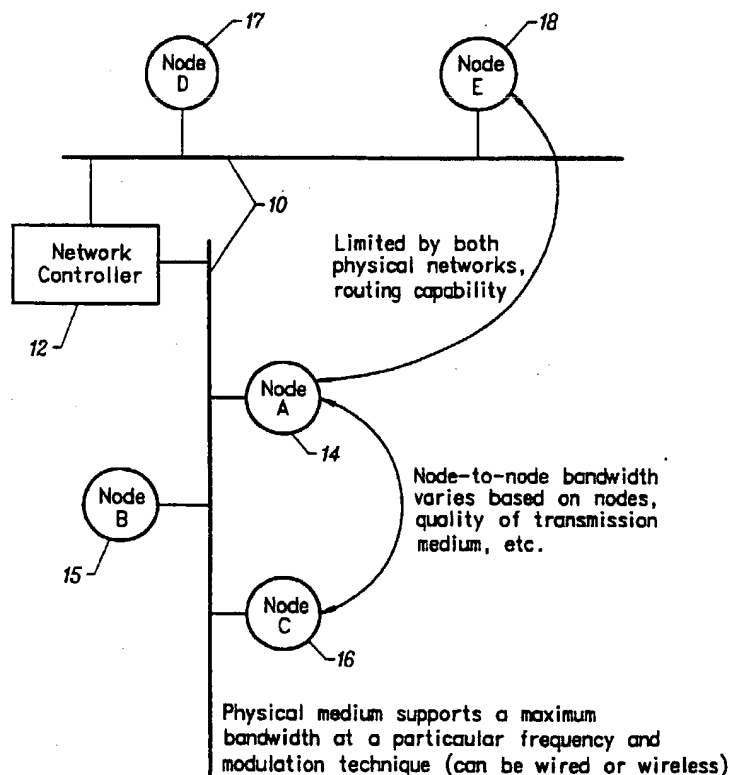 17
18
Node
D
Node
E
10
Network
Controller
12
Limited by both
physical networks,
routing capability
Node
A
14
Node-to-node bandwidth
varies based on nodes,
quality of transmission
medium, etc.
Node
B
15
Node
C
16
Physical medium supports a maximum
bandwidth at a particaular frequency and
modulation technique (can be wired or wireless)